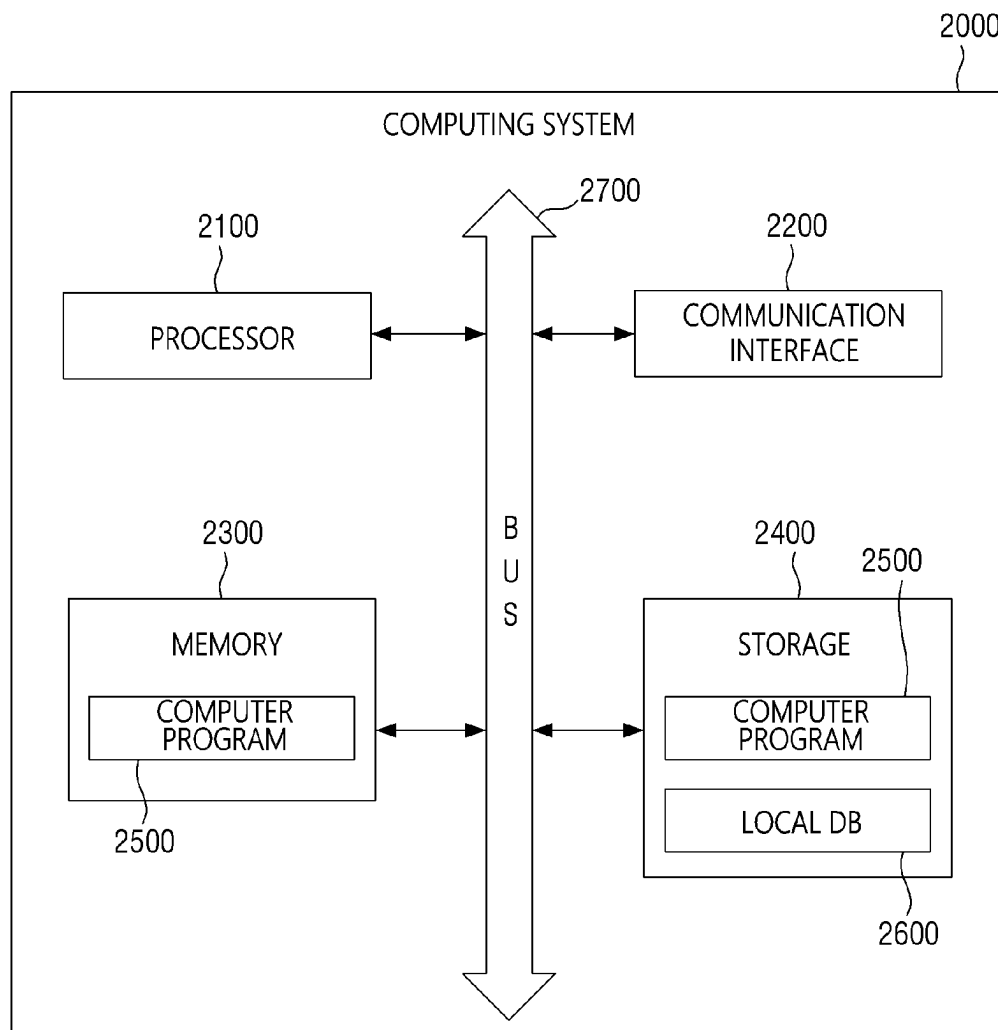 2000
COMPUTING SYSTEM
2700
2100
2200
PROCESSOR
COMMUNICATION
INTERFACE
BUS
2300
2400
2500
MEMORY
STORAGE
COMPUTER
PROGRAM
COMPUTER
PROGRAM
2500
LOCAL DB
2600